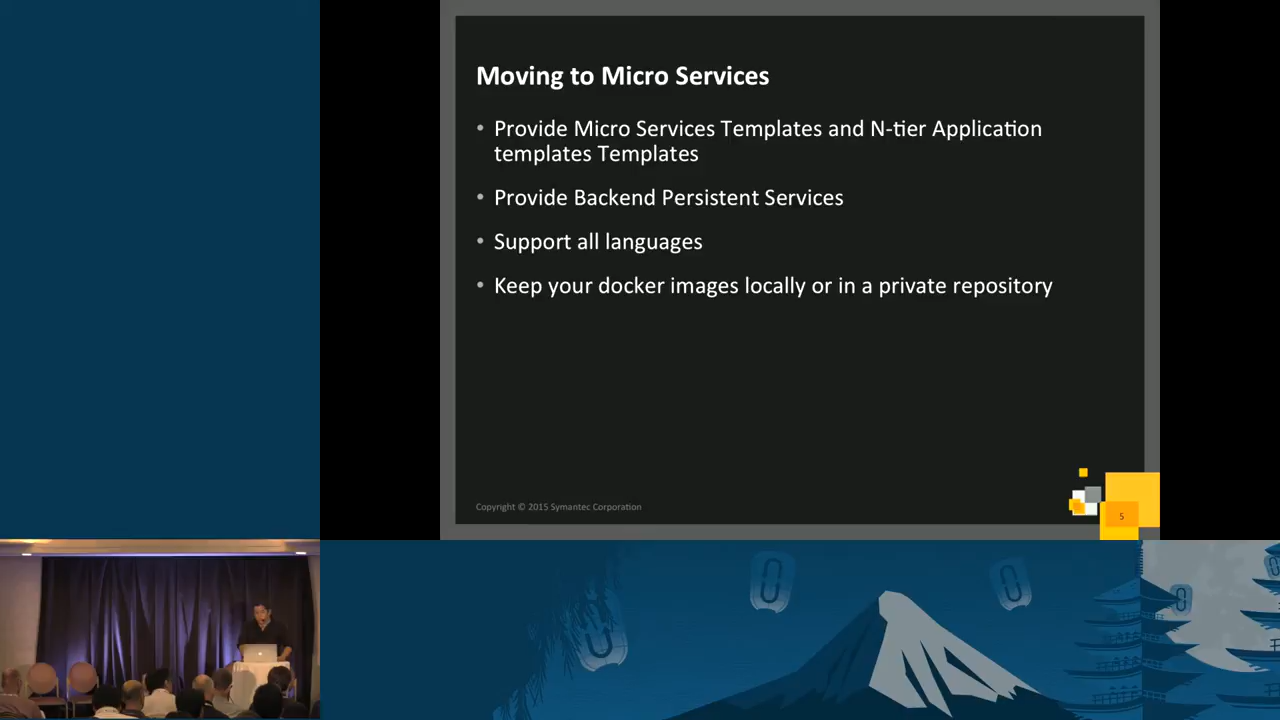 Moving to Micro Services
• Provide Micro Services Templates and N-tier Application
templates Templates
• Provide Backend Persistent Services
• Support all languages
• Keep your docker images locally or in a private repository
Copyright © 2015 Symantec Corporation
5